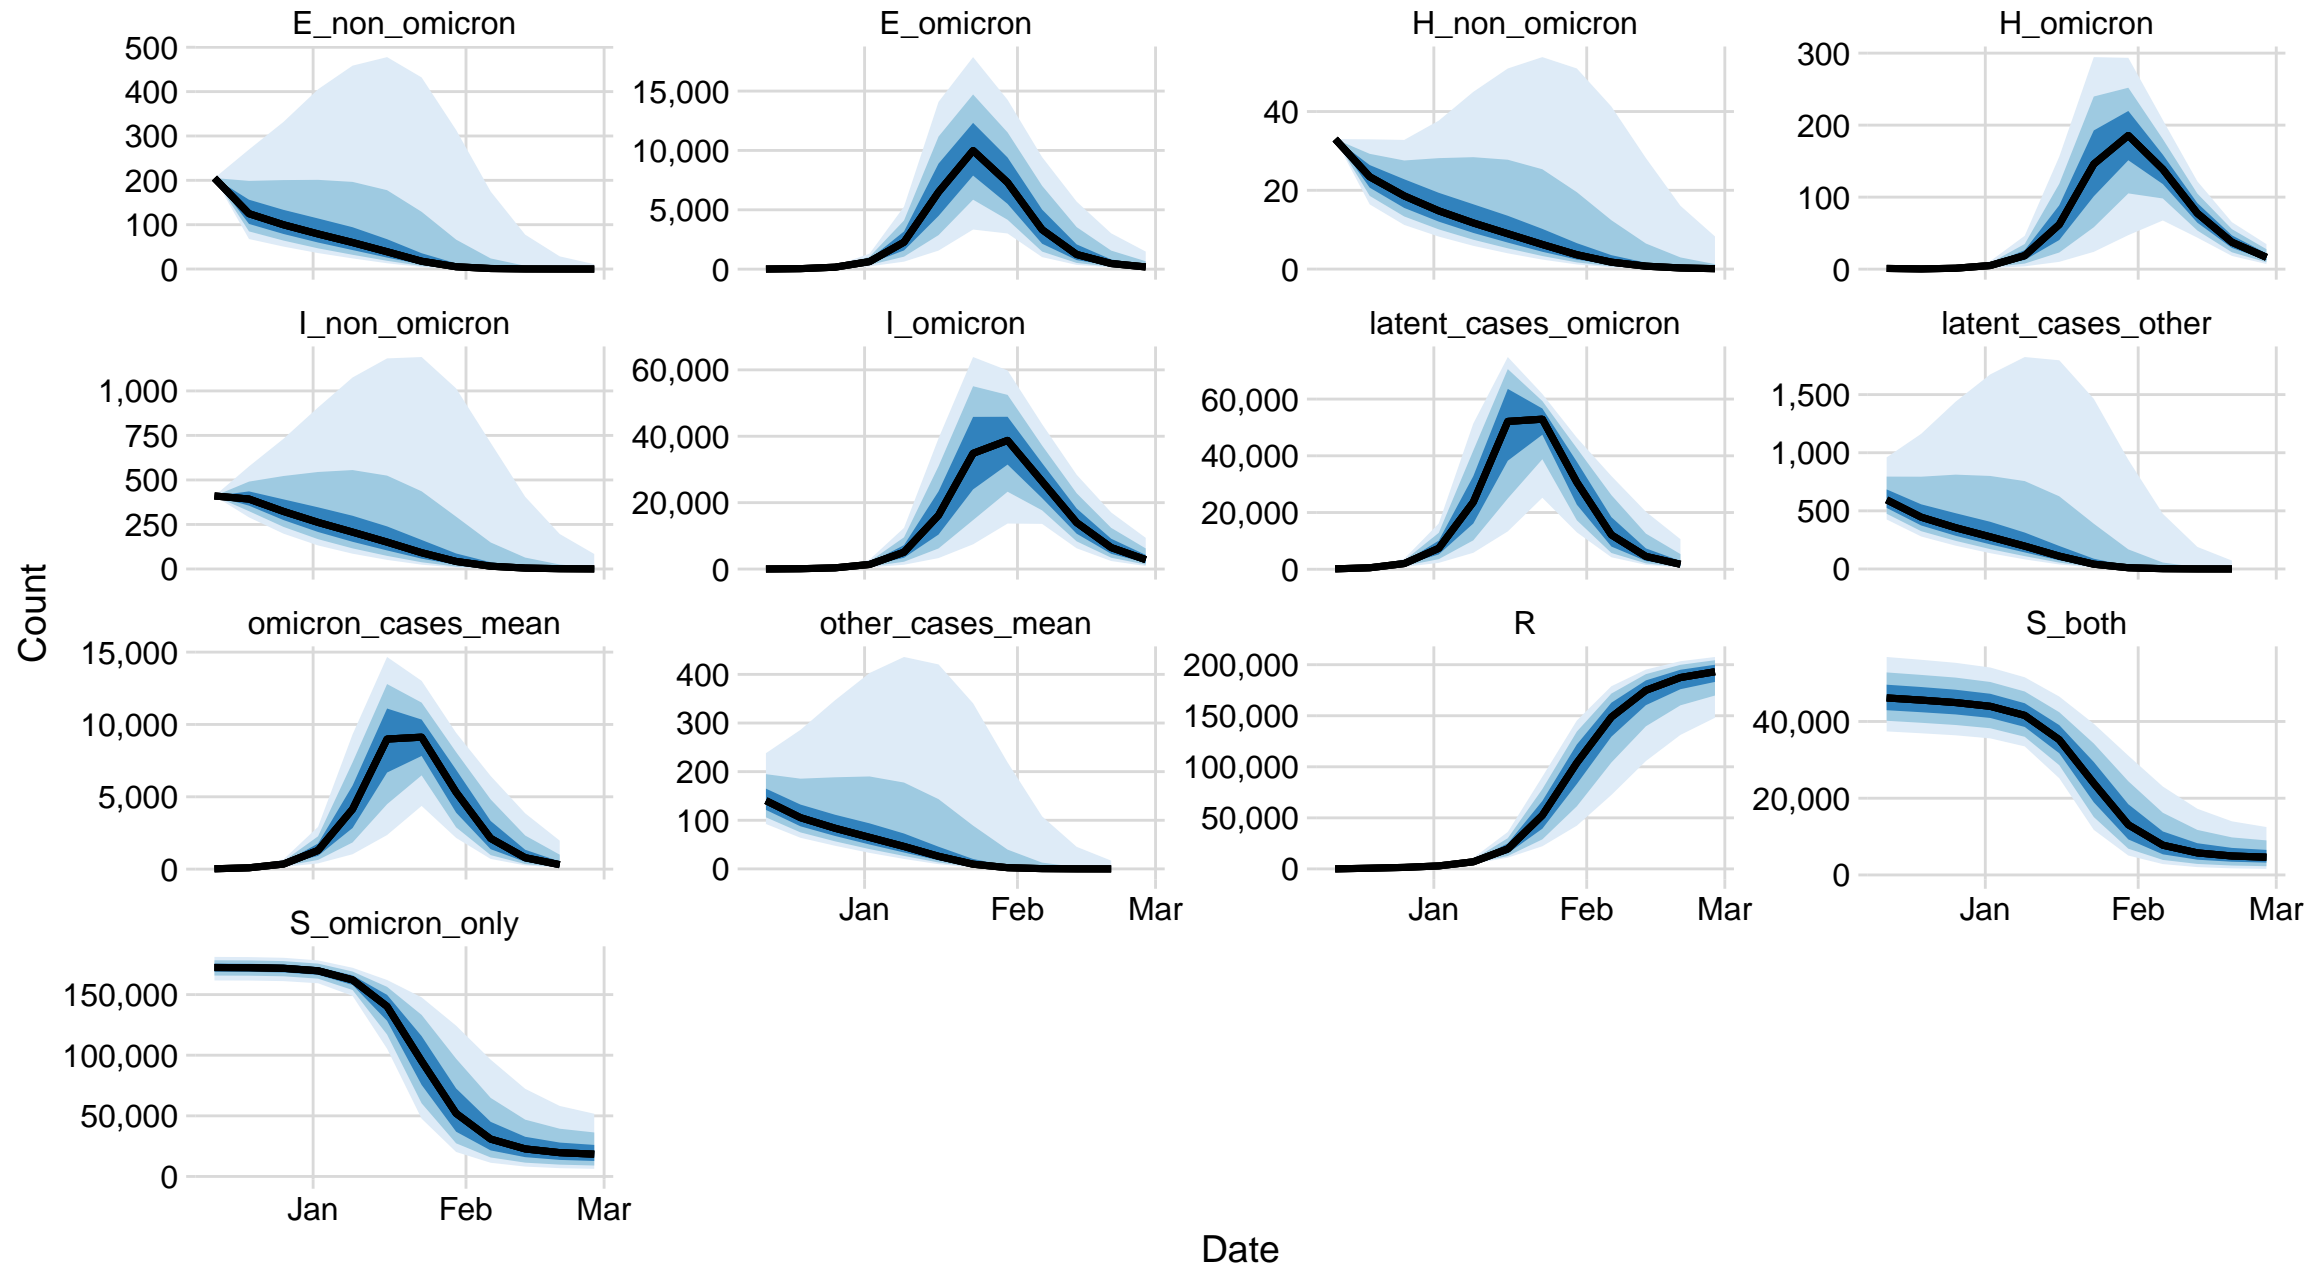 E_non_omicron
E_omicron
H_non_omicron
H_omicron
500
400
300
200
100
0
15,000
10,000
5,000
0
40
20
0
300
200
100
0
I_non_omicron
I_omicron
latent_cases_omicron
latent_cases_other
1,000
750
500
250
0
60,000
40,000
20,000
0
60,000
40,000
20,000
0
1,500
1,000
500
0
Count
omicron_cases_mean
other_cases_mean
R
S_both
15,000
10,000
5,000
0
400
300
200
100
0
200,000
150,000
100,000
50,000
0
40,000
20,000
0
Jan Feb Mar
Jan Feb Mar
Jan Feb Mar
S_omicron_only
150,000
100,000
50,000
0
Jan Feb Mar
Date